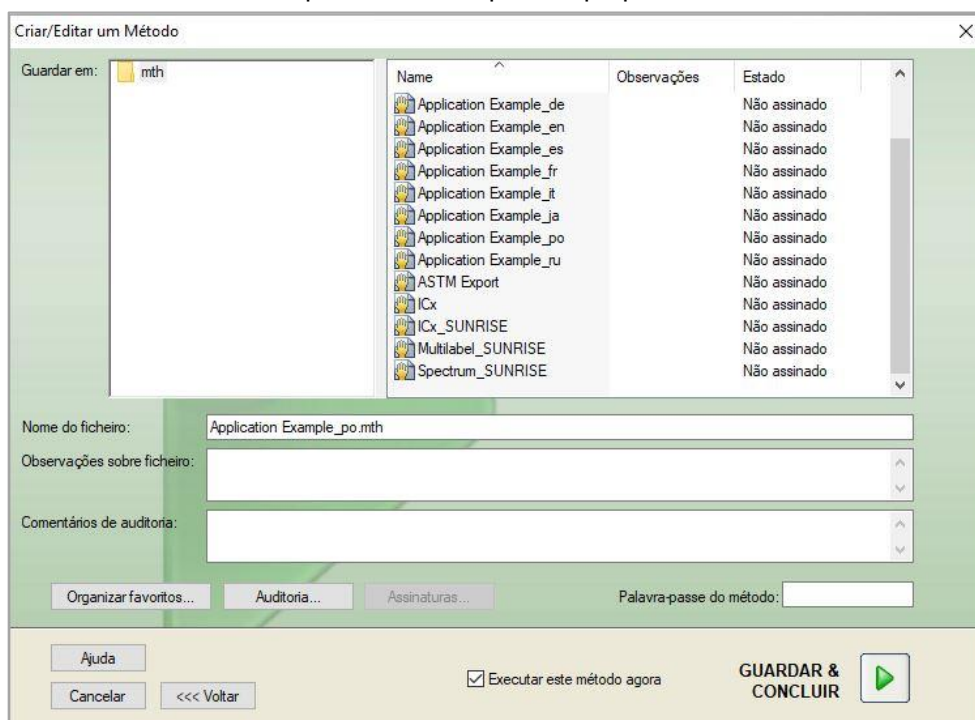 Criar/Editar um Método
Guardar em:
mth
Name Observações Estado
Application Example_de Não assinado
Application Example_en Não assinado
Application Example_es Não assinado
Application Example_fr Não assinado
Application Example_it Não assinado
Application Example_ja Não assinado
Application Example_po Não assinado
Application Example_ru Não assinado
ASTM Export Não assinado
ICx Não assinado
ICx_SUNRISE Não assinado
Multilabel_SUNRISE Não assinado
Spectrum_SUNRISE Não assinado
Nome do ficheiro: Application Example_po.mth
Observações sobre ficheiro:
Comentários de auditoria:
Organizar favoritos... Auditoria... Assinaturas... Palavra-passe do método:
Ajuda
Cancelar <<< Voltar
Executar este método agora
GUARDAR &
CONCLUIR